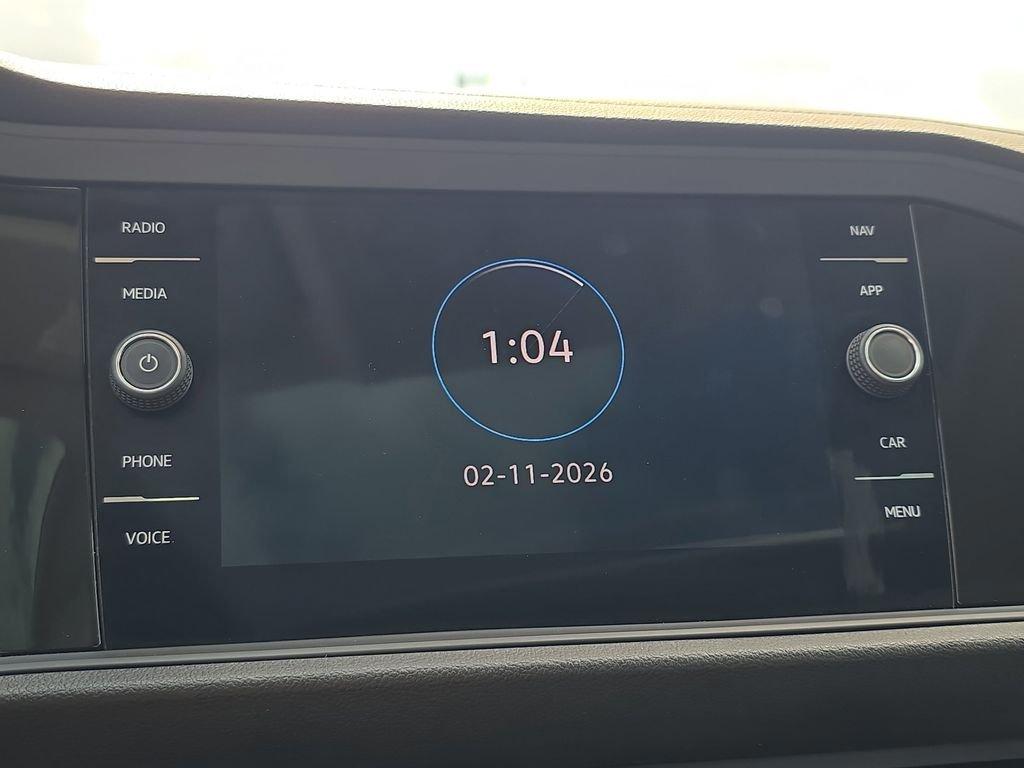 RADIO
MEDIA
PHONE
VOICE
1:04
02-11-2026
NAV
APP
CAR
MENU